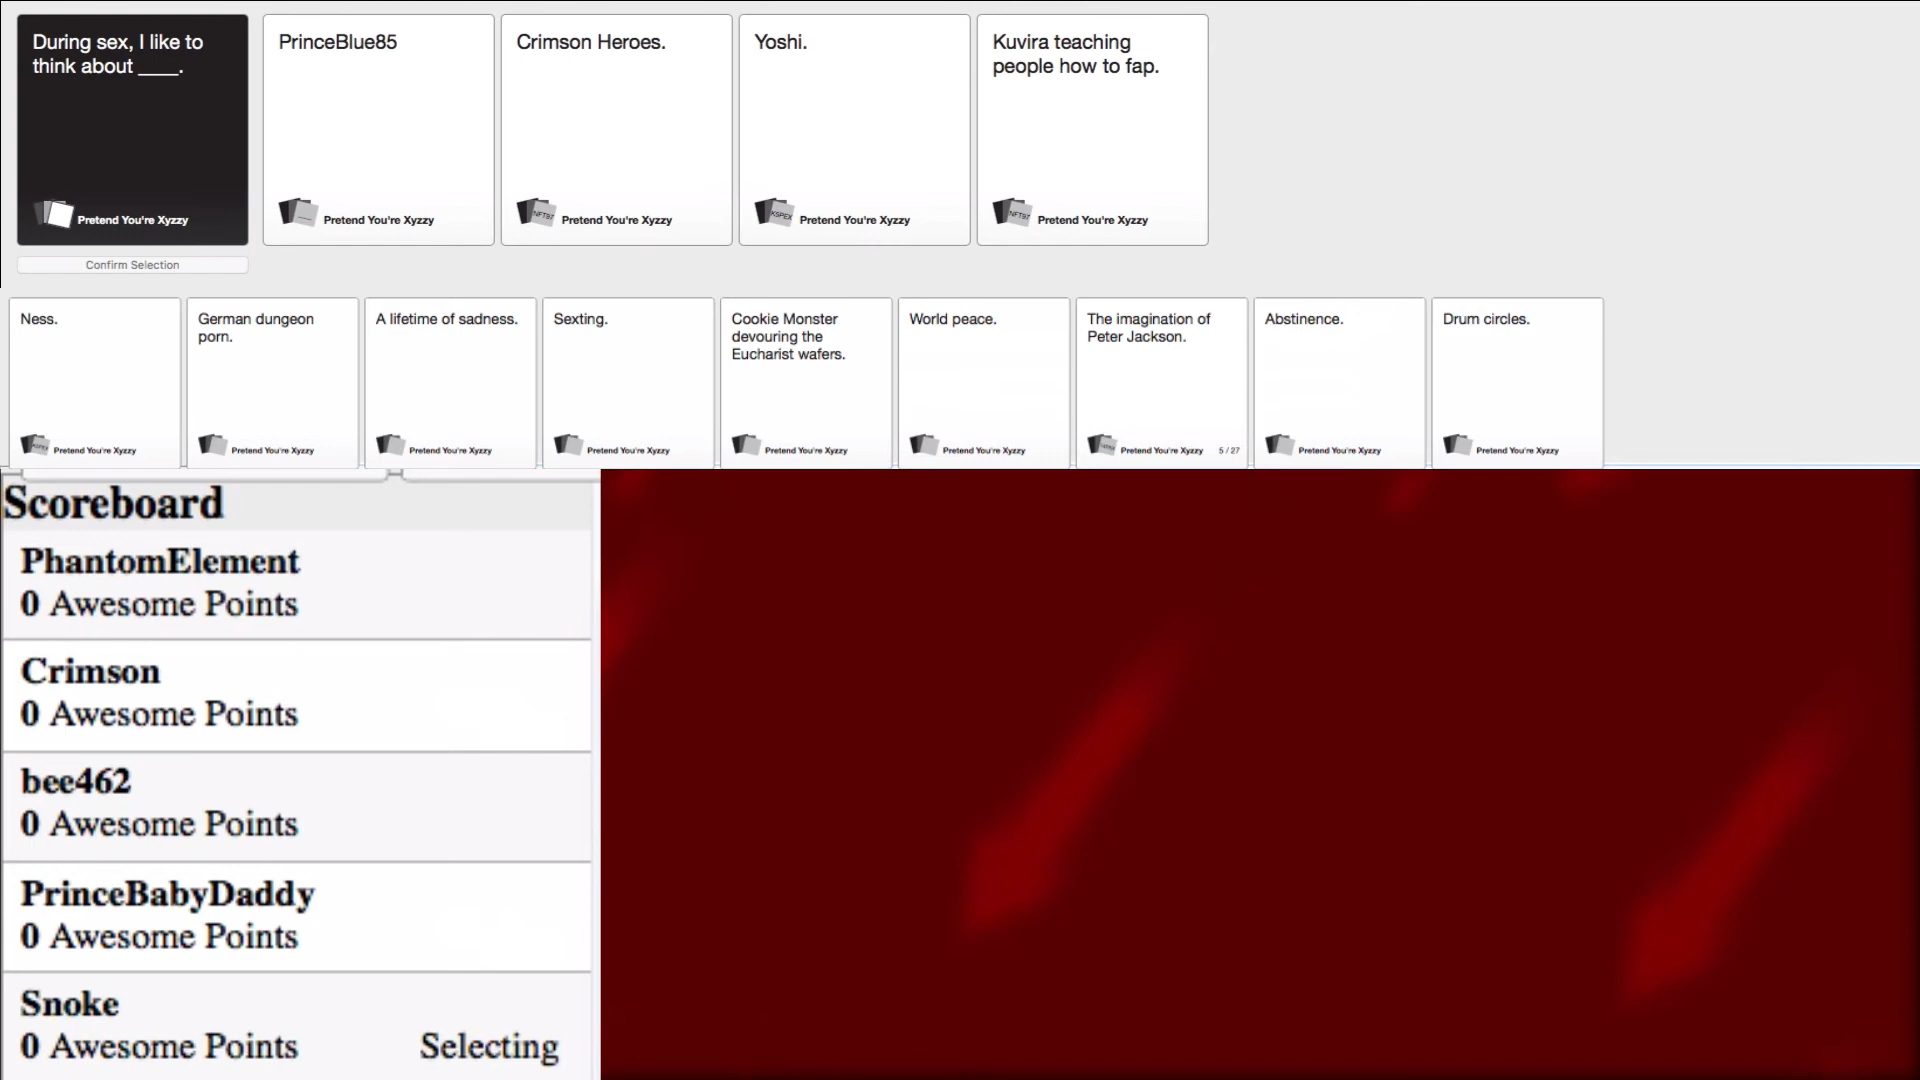 During sex, I like to
think about ____.
Pretend You're Xyzzy
PrinceBlue85
Pretend You're Xyzzy
Crimson Heroes.
NFT97
Pretend You're Xyzzy
Yoshi.
KSPEX
Pretend You're Xyzzy
Kuvira teaching
people how to fap.
NFT97
Pretend You're Xyzzy
Confirm Selection
Ness.
KSPEX
Pretend You're Xyzzy
German dungeon
porn.
Pretend You're Xyzzy
A lifetime of sadness.
Pretend You're Xyzzy
Sexting.
Pretend You're Xyzzy
Cookie Monster
devouring the
Eucharist wafers.
Pretend You're Xyzzy
World peace.
Pretend You're Xyzzy
The imagination of
Peter Jackson.
Pretend You're Xyzzy 5 / 27
Abstinence.
Pretend You're Xyzzy
Drum circles.
Pretend You're Xyzzy
Scoreboard
PhantomElement
0 Awesome Points
Crimson
0 Awesome Points
bee462
0 Awesome Points
PrinceBabyDaddy
0 Awesome Points
Snoke
0 Awesome Points Selecting